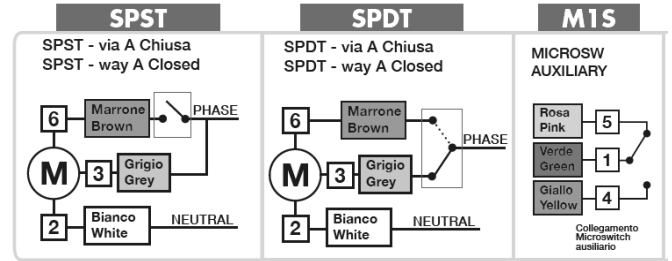 SPST
SPST - via A Chiusa
SPST - way A Closed
6
Marrone
Brown
PHASE
M
3
Grigio
Grey
2
Bianco
White
NEUTRAL
SPDT
SPDT - via A Chiusa
SPDT - way A Closed
6
Marrone
Brown
PHASE
M
3
Grigio
Grey
2
Bianco
White
NEUTRAL
M1S
MICROSW
AUXILIARY
Rosa
Pink
5
Verde
Green
1
Giallo
Yellow
4
Collegamento
Microswitch
ausiliario